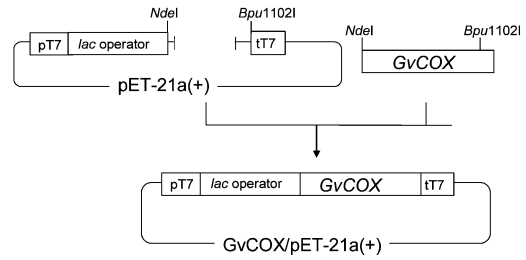 NdeI
Bpu1102I
NdeI
Bpu1102I
pT7 lac operator
tT7
GvCOX
pET-21a(+)
pT7 lac operator GvCOX tT7
GvCOX/pET-21a(+)